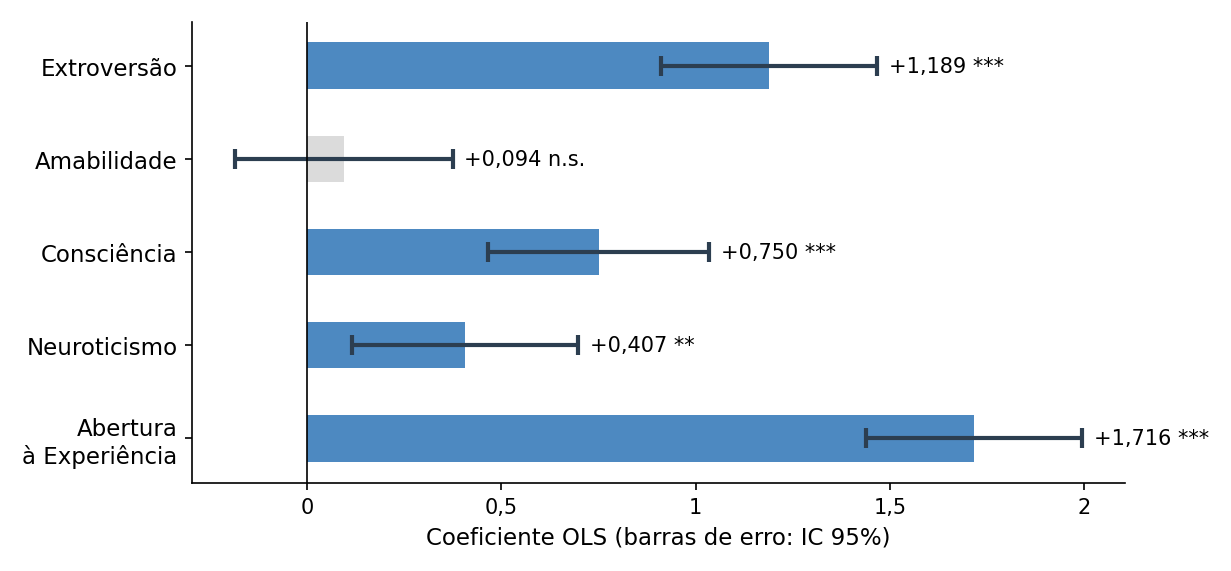 Extroversão
+1,189 ***
Amabilidade
+0,094 n.s.
Consciência
+0,750 ***
Neuroticismo
+0,407 **
Abertura
à Experiência
+1,716 ***
0
0,5
1
1,5
2
Coeficiente OLS (barras de erro: IC 95%)